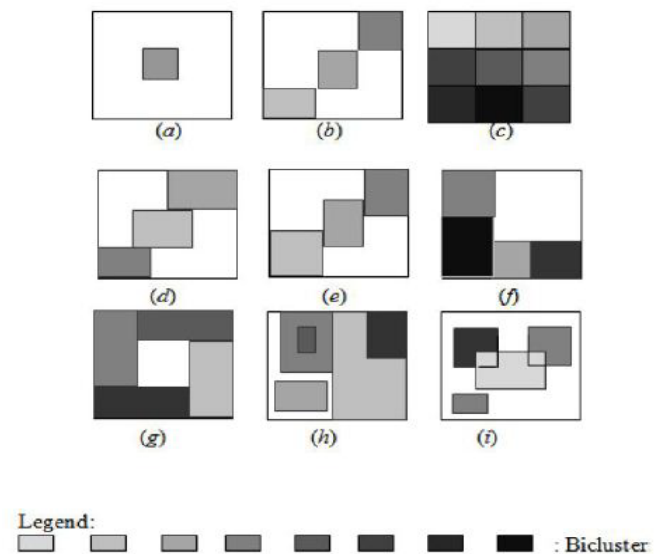 (a) (b) (c)
(d) (e) (f)
(g) (h) (i)
Legend:
: Bicluster